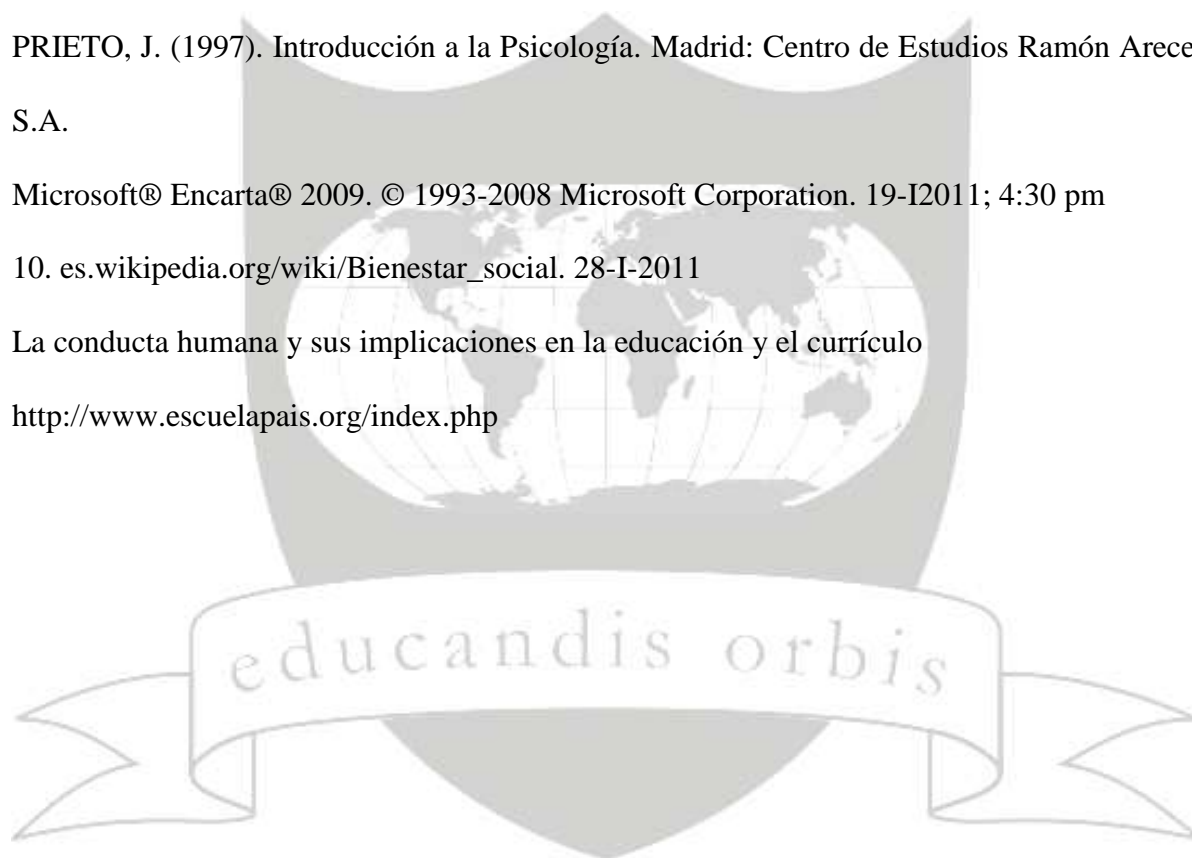 PRIETO, J. (1997). Introducción a la Psicología. Madrid: Centro de Estudios Ramón Arece
S.A.
Microsoft® Encarta® 2009. © 1993-2008 Microsoft Corporation. 19-I2011; 4:30 pm
10. es.wikipedia.org/wiki/Bienestar_social. 28-I-2011
La conducta humana y sus implicaciones en la educación y el currículo
http://www.escuelapais.org/index.php
educandis orbis